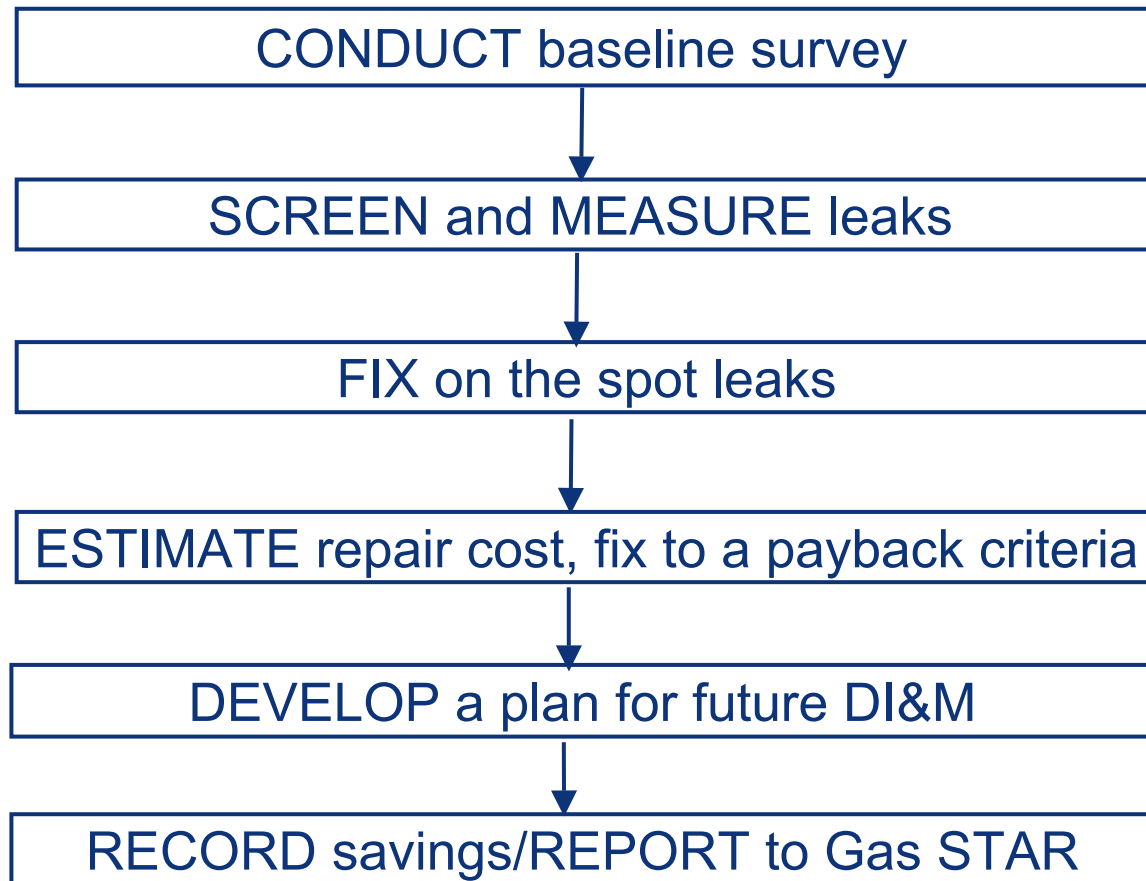 CONDUCT baseline survey
SCREEN and MEASURE leaks
FIX on the spot leaks
ESTIMATE repair cost, fix to a payback criteria
DEVELOP a plan for future DI&M
RECORD savings/REPORT to Gas STAR